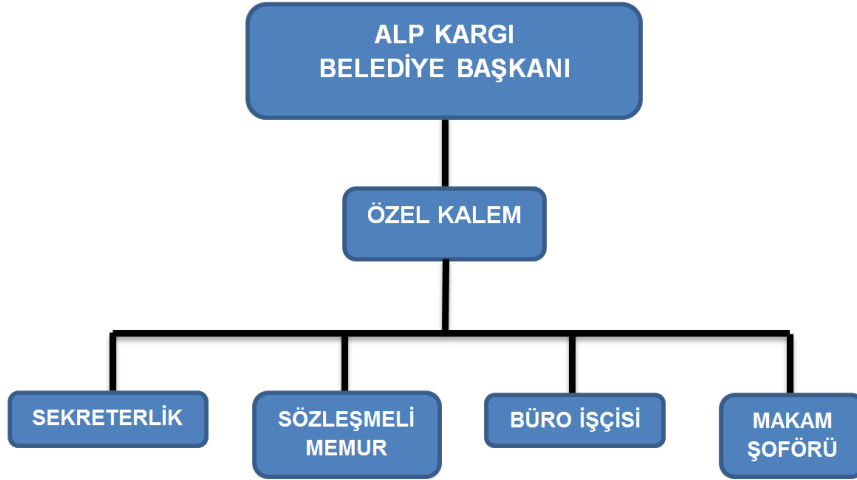 ALP KARGI
BELEDİYE BAŞKANI
ÖZEL KALEM
SEKRETERLİK
SÖZLEŞMELİ
MEMUR
BÜRO İŞÇİSİ
MAKAM
ŞOFÖRÜ